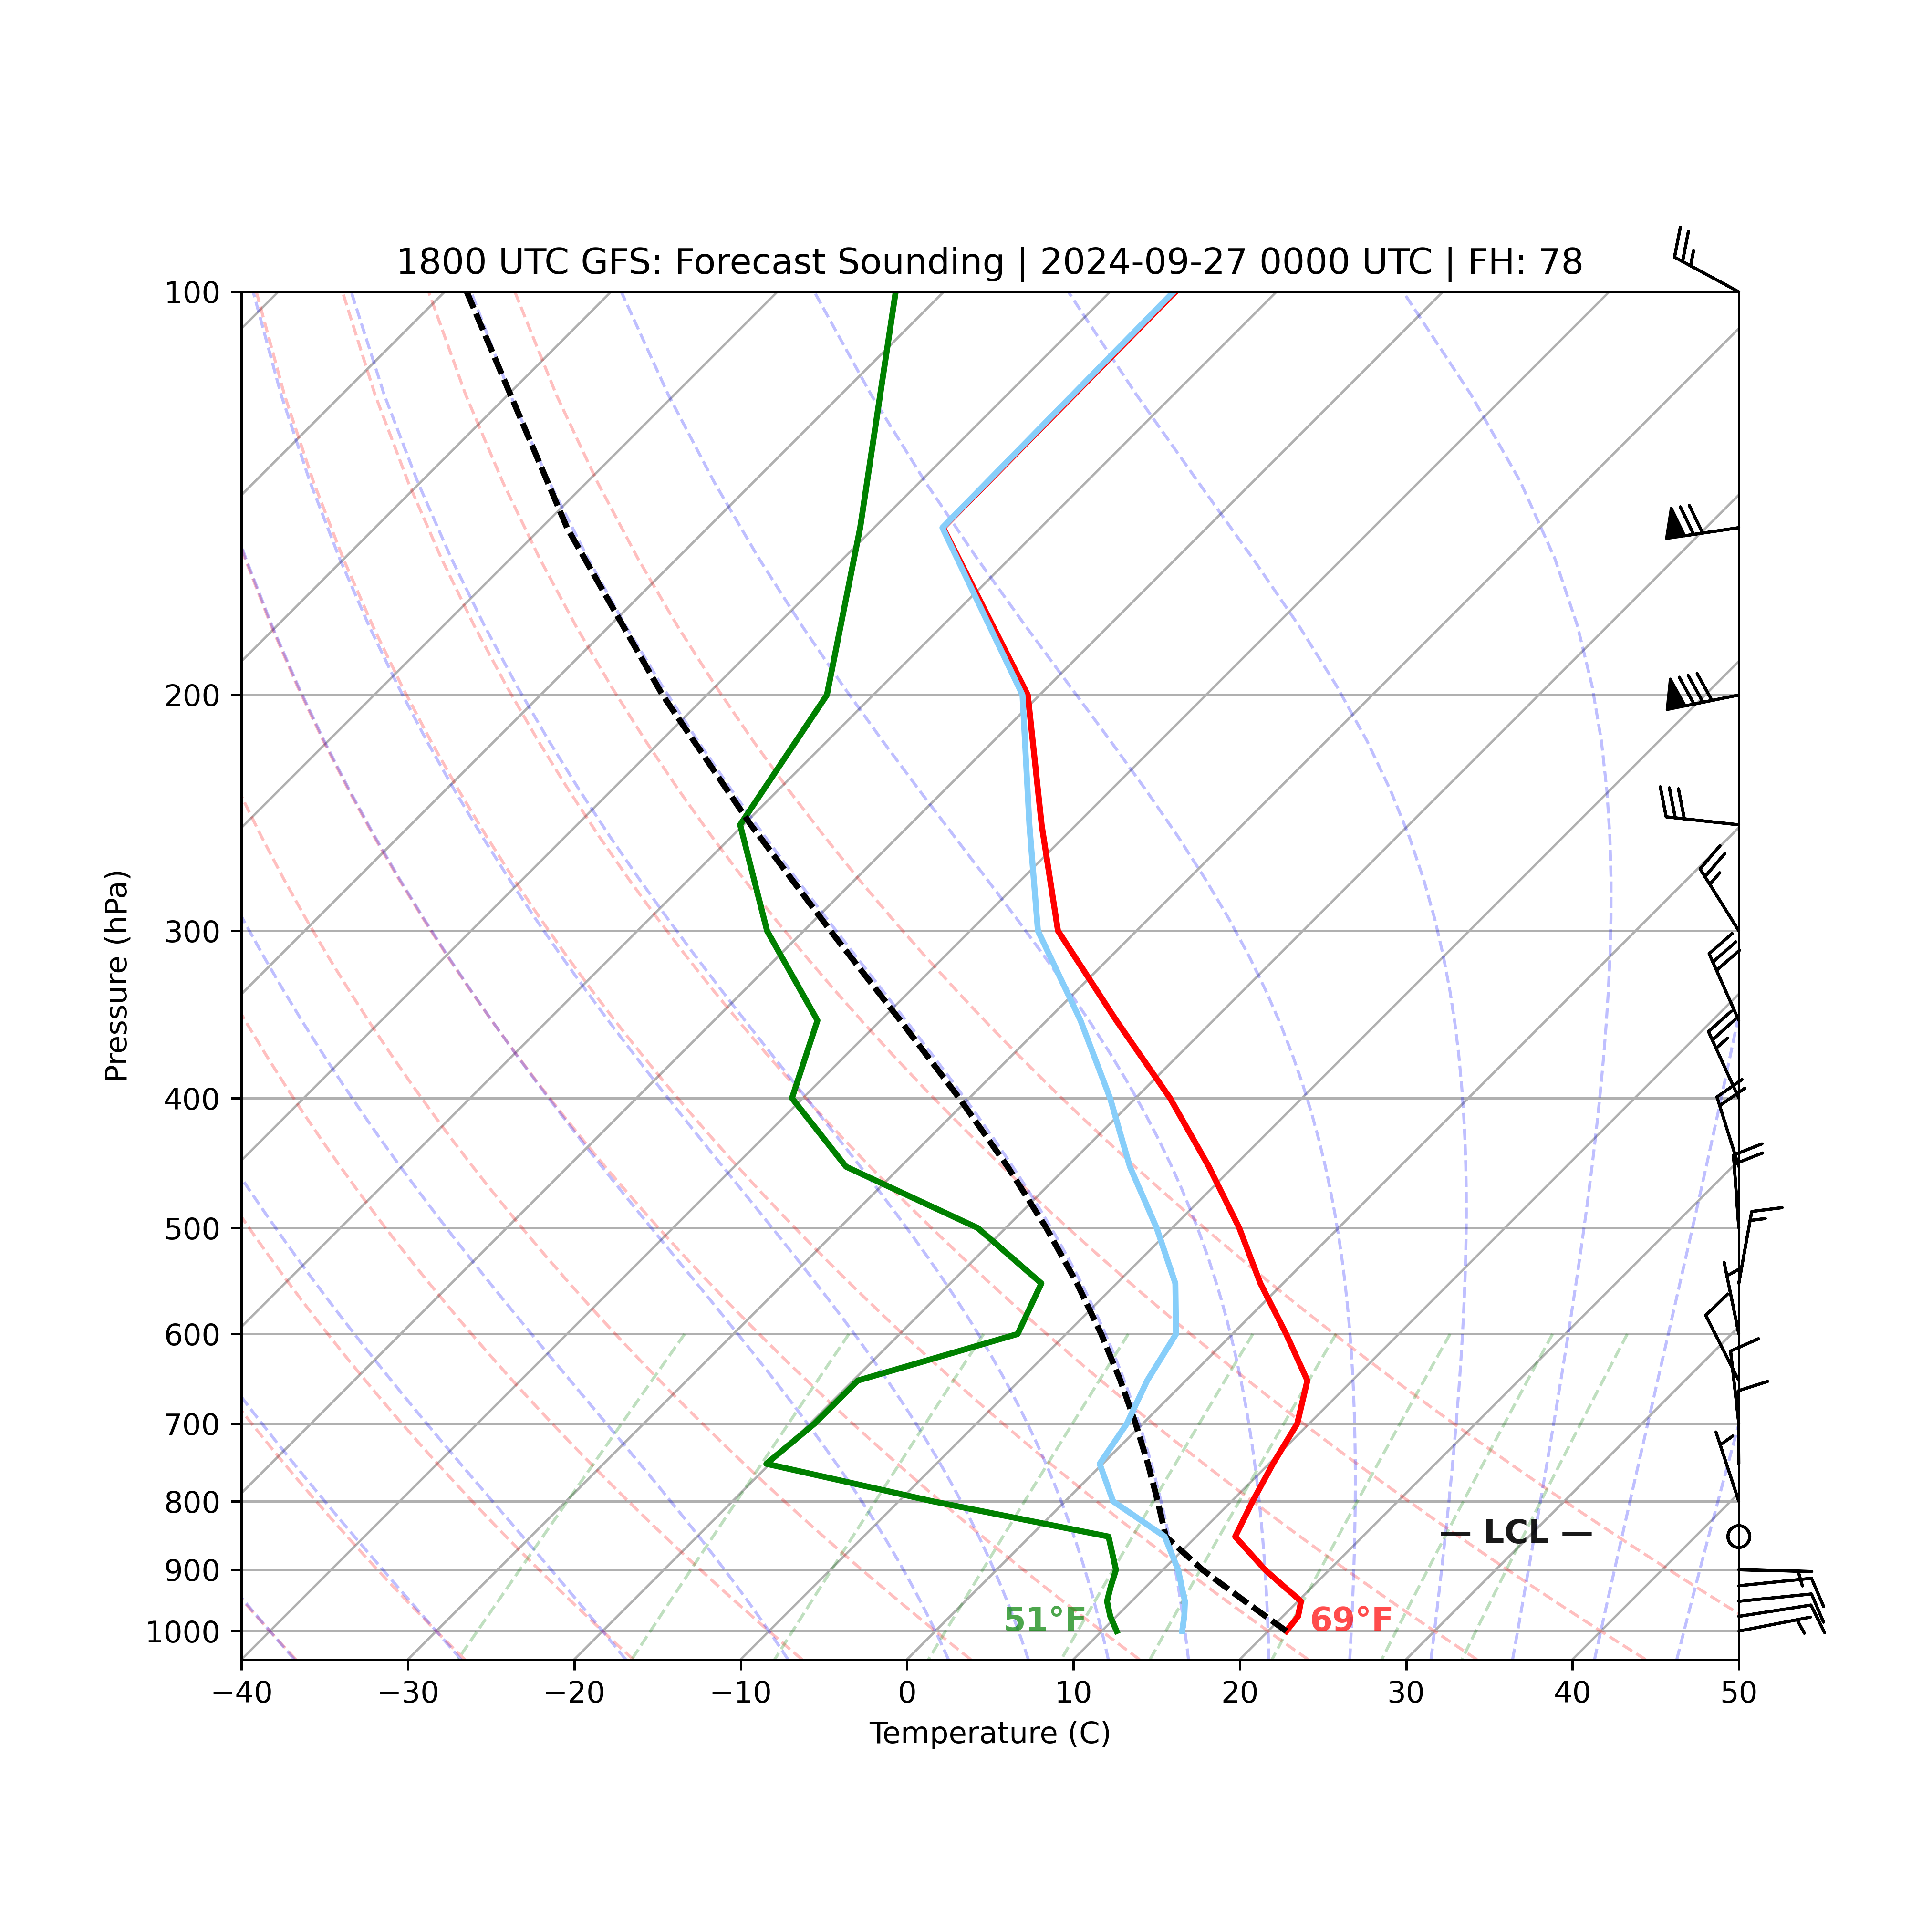 1800 UTC GFS: Forecast Sounding | 2024-09-27 0000 UTC | FH: 78
100
200
300
400
500
600
700
800
900
1000
Pressure (hPa)
— LCL —
51°F
69°F
−40 −30 −20 −10 0 10 20 30 40 50
Temperature (C)